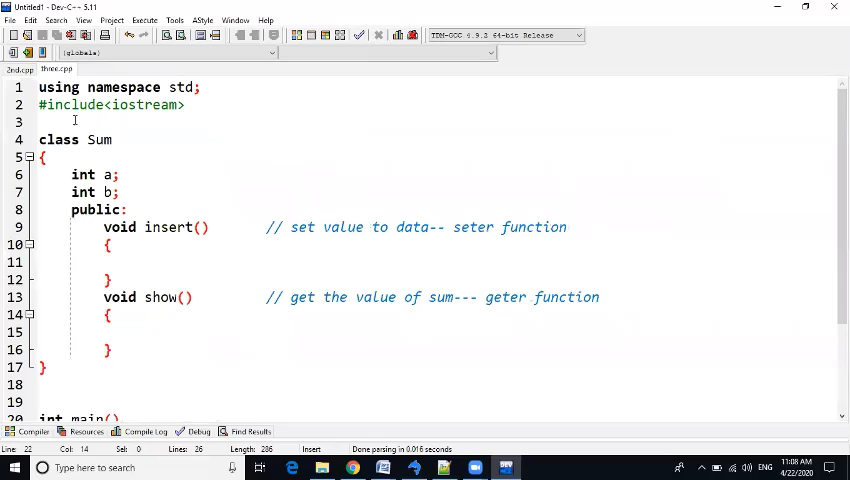 Untitled1 - Dev-C++ 5.11
File Edit Search View Project Execute Tools AStyle Window Help
TDM-GCC 4.9.2 64-bit Release
(globals)
2nd.cpp three.cpp
1 using namespace std;
2 #include<iostream>
3
4 class Sum
5 {
6 int a;
7 int b;
8 public:
9 void insert() // set value to data-- seter function
10 {
11
12 }
13 void show() // get the value of sum--- geter function
14 {
15
16 }
17 }
18
19
20 int main()
Compiler Resources Compile Log Debug Find Results
Line: 22 Col: 14 Sel: 0 Lines: 26 Length: 286 Insert Done parsing in 0.016 seconds
Type here to search
DEV
ENG
11:08 AM
4/22/2020